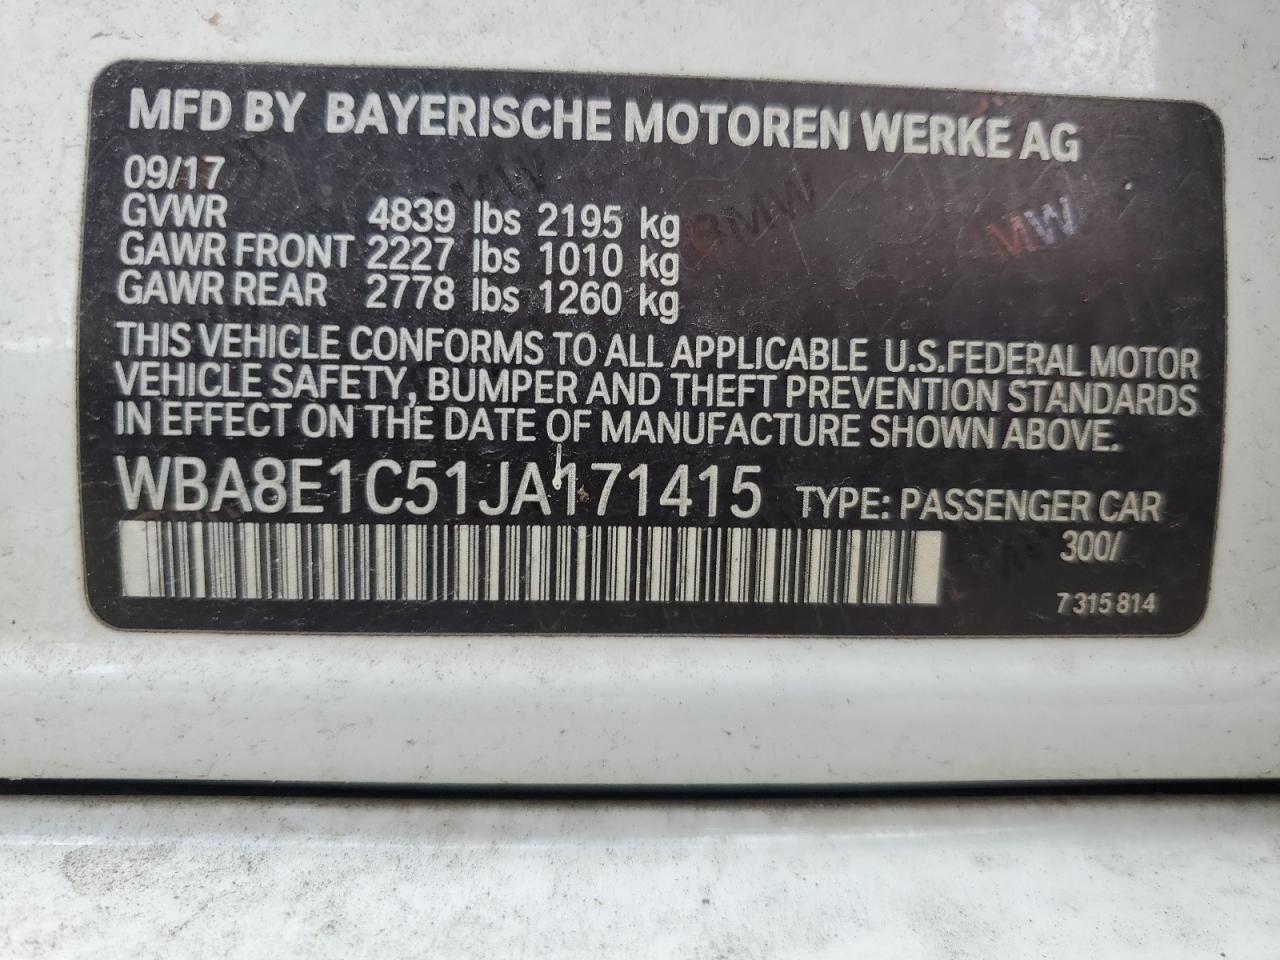 MFD BY BAYERISCHE MOTOREN WERKE AG
09/17
GVWR 4839 lbs 2195 kg
GAWR FRONT 2227 lbs 1010 kg
GAWR REAR 2778 lbs 1260 kg
THIS VEHICLE CONFORMS TO ALL APPLICABLE U.S.FEDERAL MOTOR
VEHICLE SAFETY, BUMPER AND THEFT PREVENTION STANDARDS
IN EFFECT ON THE DATE OF MANUFACTURE SHOWN ABOVE.
WBA8E1C51JA171415 TYPE: PASSENGER CAR
300/
7 315 814